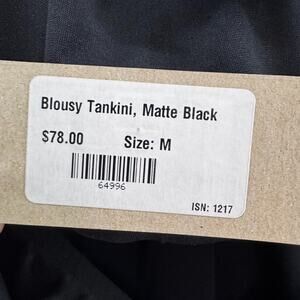 Blousy Tankini, Matte Black
$78.00 Size: M
64996
ISN: 1217